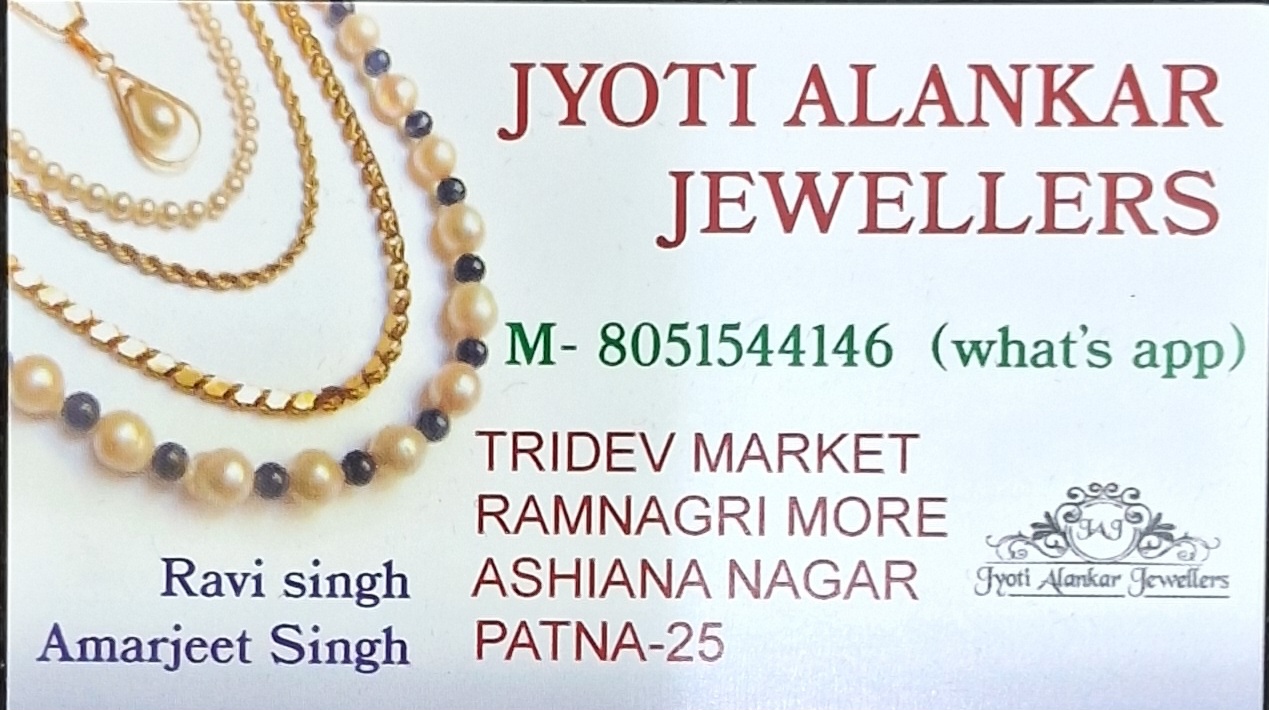 JYOTI ALANKAR
JEWELLERS
M- 8051544146 (what's app)
TRIDEV MARKET
RAMNAGRI MORE
ASHIANA NAGAR
PATNA-25
Ravi singh
Amarjeet Singh
JAJ
Jyoti Alankar Jewellers